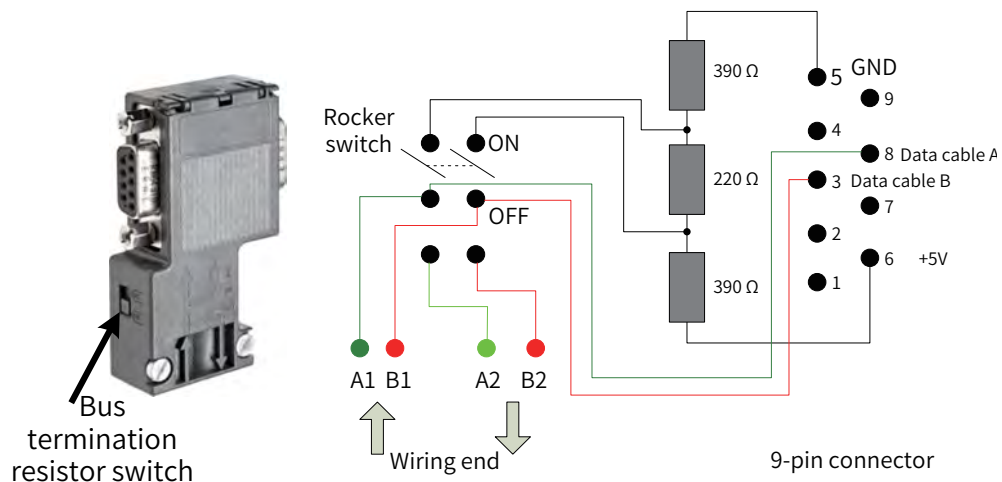 Bus
termination
resistor switch
Rocker
switch
ON
OFF
A1 B1 A2 B2
Wiring end
390 Ω
220 Ω
390 Ω
5 GND
9
4
8 Data cable A
3 Data cable B
7
2
6 +5V
1
9-pin connector